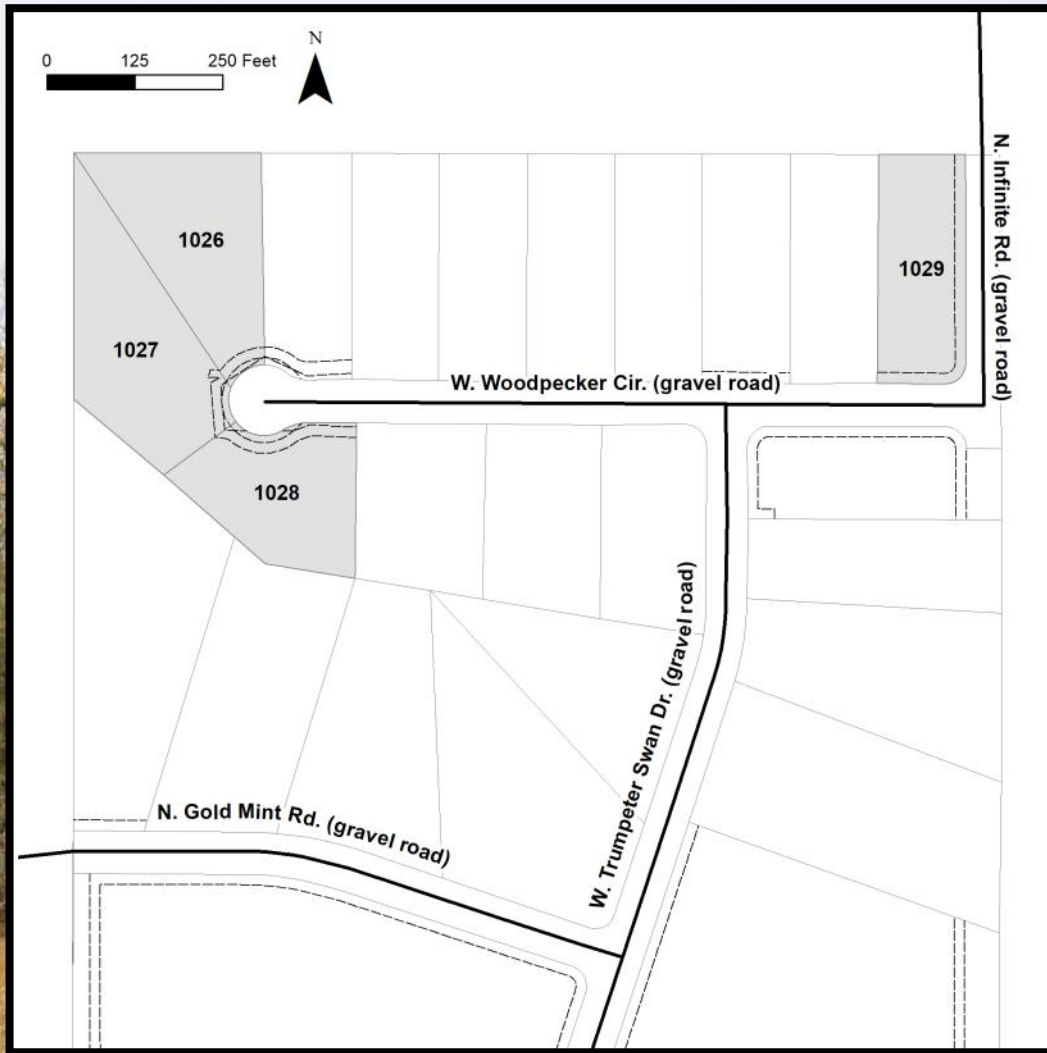 N
0 125 250 Feet
1026
1027
1028
1029
N. Infinite Rd. (gravel road)
W. Woodpecker Cir. (gravel road)
W. Trumpeter Swan Dr. (gravel road)
N. Gold Mint Rd. (gravel road)